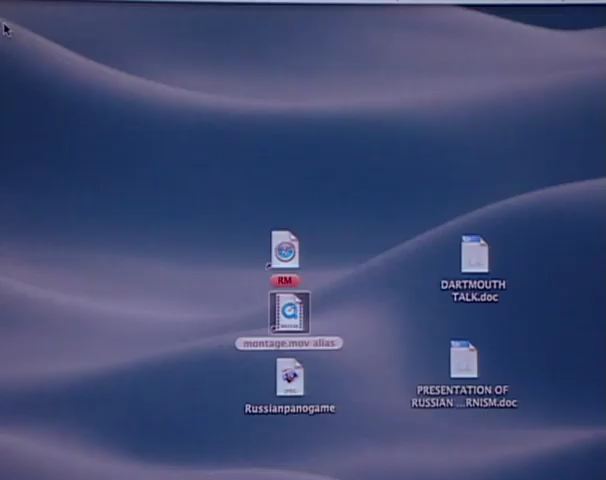 RM
montage.mov alias
Russianpanogame
DARTMOUTH
TALK.doc
PRESENTATION OF
RUSSIAN ...RNISM.doc